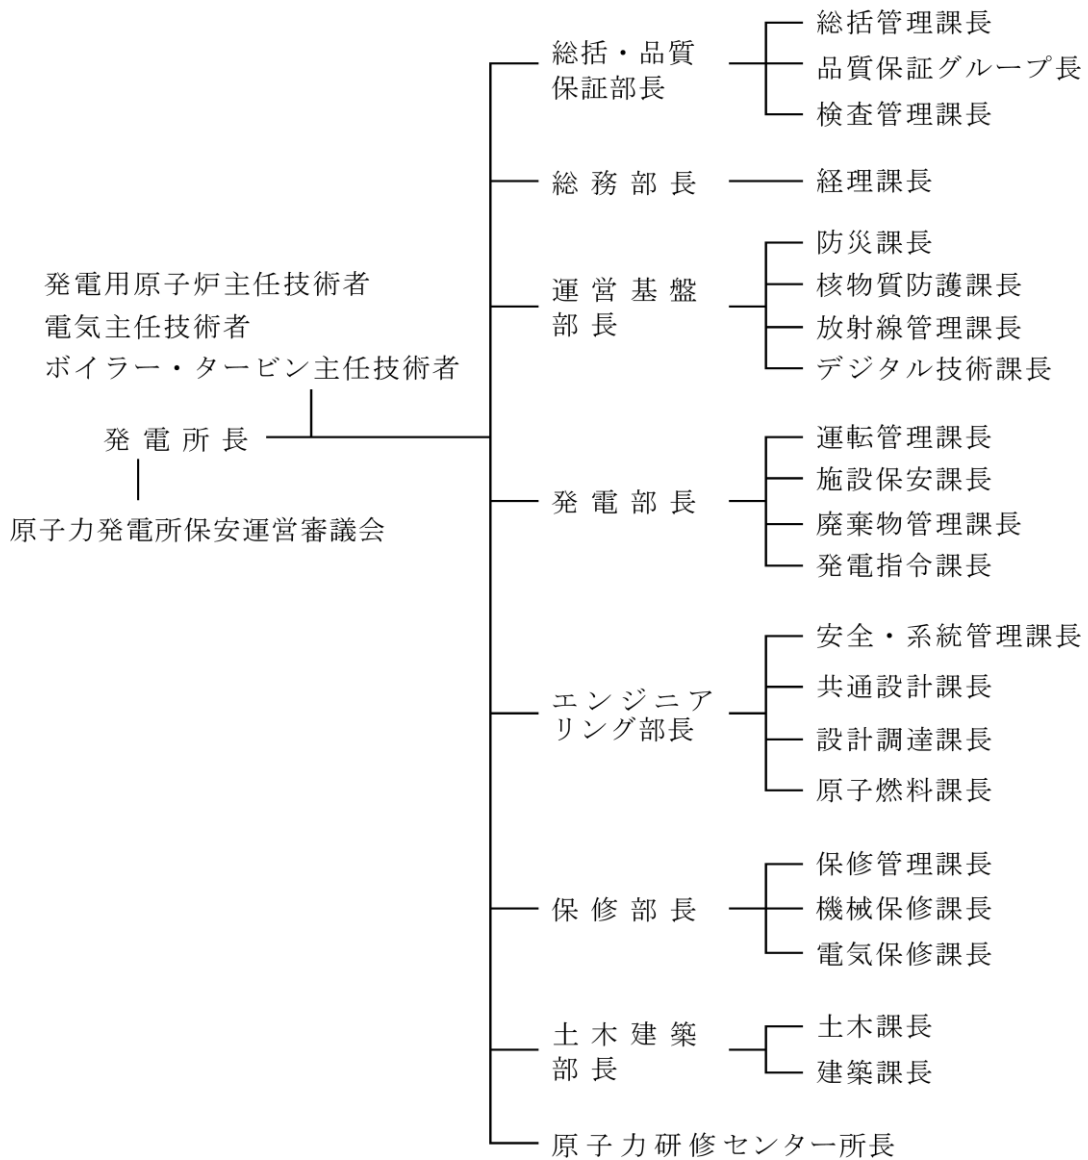 発電用原子炉主任技術者
電気主任技術者
ボイラー・タービン主任技術者
発電所長
原子力発電所保安運営審議会
総括・品質
保証部長
総括管理課長
品質保証グループ長
検査管理課長
総務部長
経理課長
運営基盤
部長
防災課長
核物質防護課長
放射線管理課長
デジタル技術課長
発電部長
運転管理課長
施設保安課長
廃棄物管理課長
発電指令課長
エンジニア
リング部長
安全・系統管理課長
共通設計課長
設計調達課長
原子燃料課長
保修部長
保修管理課長
機械保修課長
電気保修課長
土木建築
部長
土木課長
建築課長
原子力研修センター所長